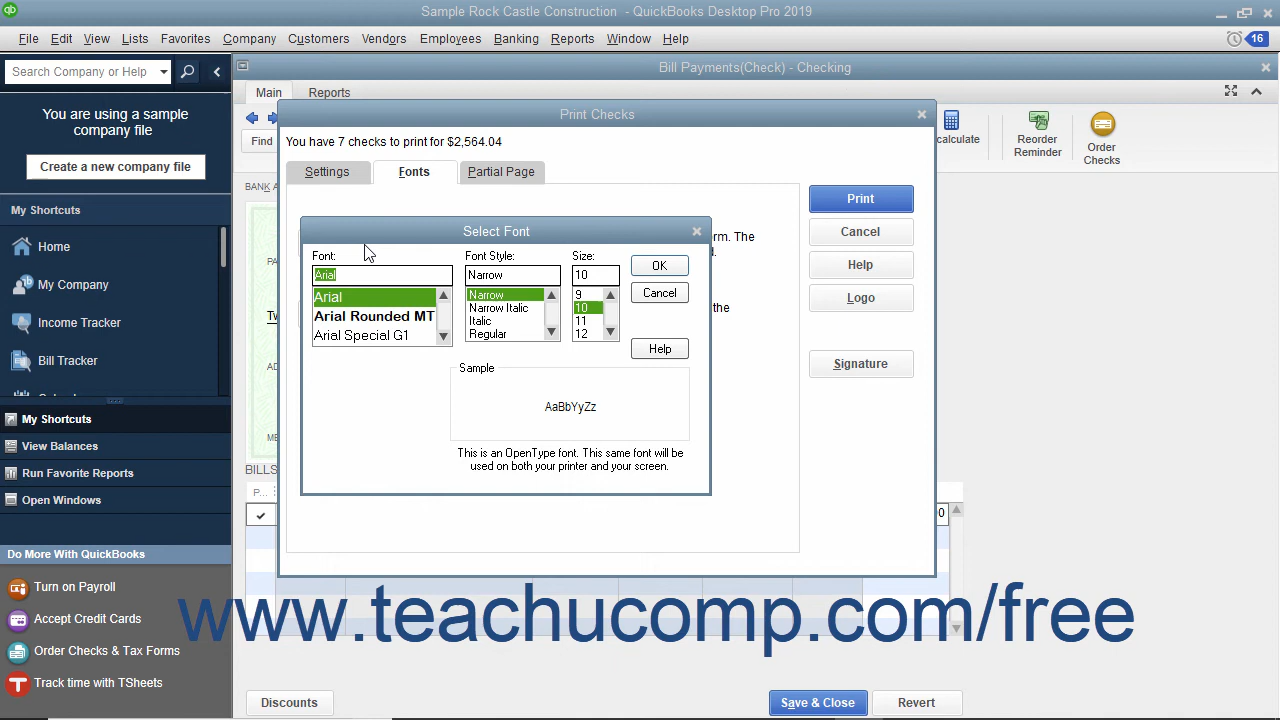 Sample Rock Castle Construction - QuickBooks Desktop Pro 2019
File Edit View Lists Favorites Company Customers Vendors Employees Banking Reports Window Help
16
Search Company or Help
Bill Payments(Check) - Checking
Main Reports
You are using a sample
company file
Create a new company file
Find
Print Checks
You have 7 checks to print for $2,564.04
Settings Fonts Partial Page
calculate
Reorder
Reminder
Order
Checks
BANK A
Print
Cancel
Help
Logo
Signature
rm. The
the
Select Font
Font: Font Style: Size:
Arial Narrow 10
OK
Cancel
Help
Arial
Arial Rounded MT
Arial Special G1
Narrow
Narrow Italic
Italic
Regular
9
10
11
12
Sample
AaBbYyZz
This is an OpenType font. This same font will be
used on both your printer and your screen.
My Shortcuts
Home
My Company
Income Tracker
Bill Tracker
My Shortcuts
View Balances
Run Favorite Reports
Open Windows
Do More With QuickBooks
Turn on Payroll
Accept Credit Cards
Order Checks & Tax Forms
Track time with TSheets
BILLS
P...
0
www.teachucomp.com/free
Discounts
Save & Close
Revert